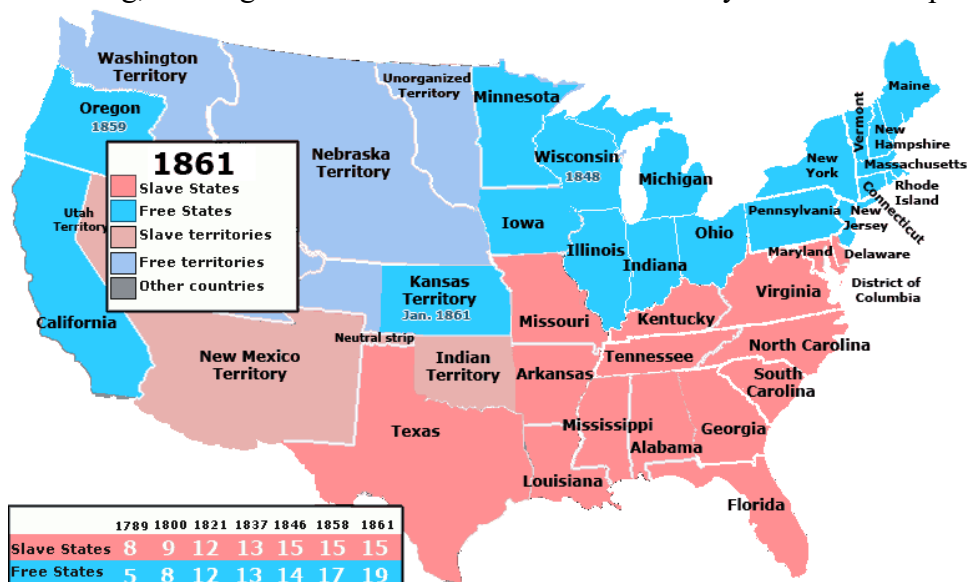 Washington
Territory
Oregon
1859
Unorganized
Territory
Minnesota
Nebraska
Territory
Wisconsin
1848
Michigan
Iowa
Illinois
Indiana
Ohio
Maine
Vermont
New
Hampshire
Massachusetts
New
York
Rhode
Island
Connecticut
Pennsylvania
New
Jersey
Maryland
Delaware
District of
Columbia
1861
Slave States
Free States
Slave territories
Free territories
Other countries
Utah
Territory
California
Kansas
Territory
Jan. 1861
Neutral strip
New Mexico
Territory
Indian
Territory
Missouri
Kentucky
Virginia
Tennessee
North Carolina
South
Carolina
Arkansas
Mississippi
Alabama
Georgia
Texas
Louisiana
Florida
1789 1800 1821 1837 1846 1858 1861
Slave States 8 9 12 13 15 15 15
Free States 5 8 12 13 14 17 19